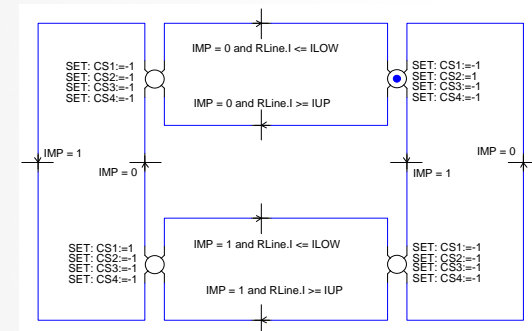 IMP = 0 and RLine.I <= ILOW
SET: CS1:=-1
SET: CS2:=-1
SET: CS3:=-1
SET: CS4:=-1
SET: CS1:=-1
SET: CS2:=1
SET: CS3:=-1
SET: CS4:=-1
IMP = 0 and RLine.I >= IUP
IMP = 1
IMP = 0
IMP = 1
IMP = 0
IMP = 1 and RLine.I <= ILOW
SET: CS1:=1
SET: CS2:=-1
SET: CS3:=-1
SET: CS4:=-1
SET: CS1:=-1
SET: CS2:=-1
SET: CS3:=-1
SET: CS4:=-1
IMP = 1 and RLine.I >= IUP